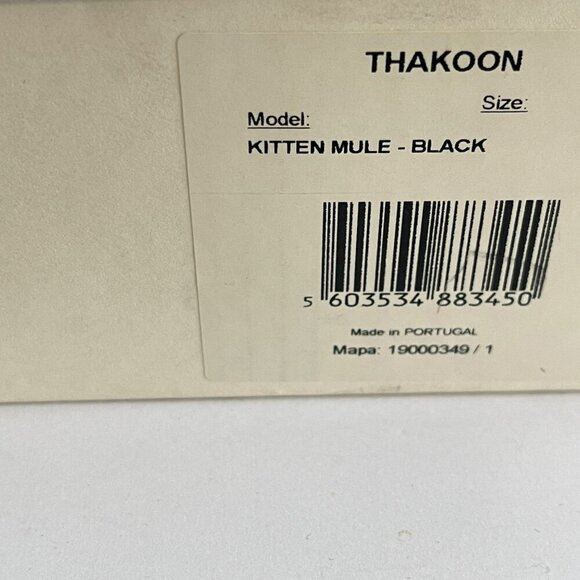 THAKOON
Size:
Model:
KITTEN MULE - BLACK
5 603534 883450
Made in PORTUGAL
Mapa: 19000349 / 1